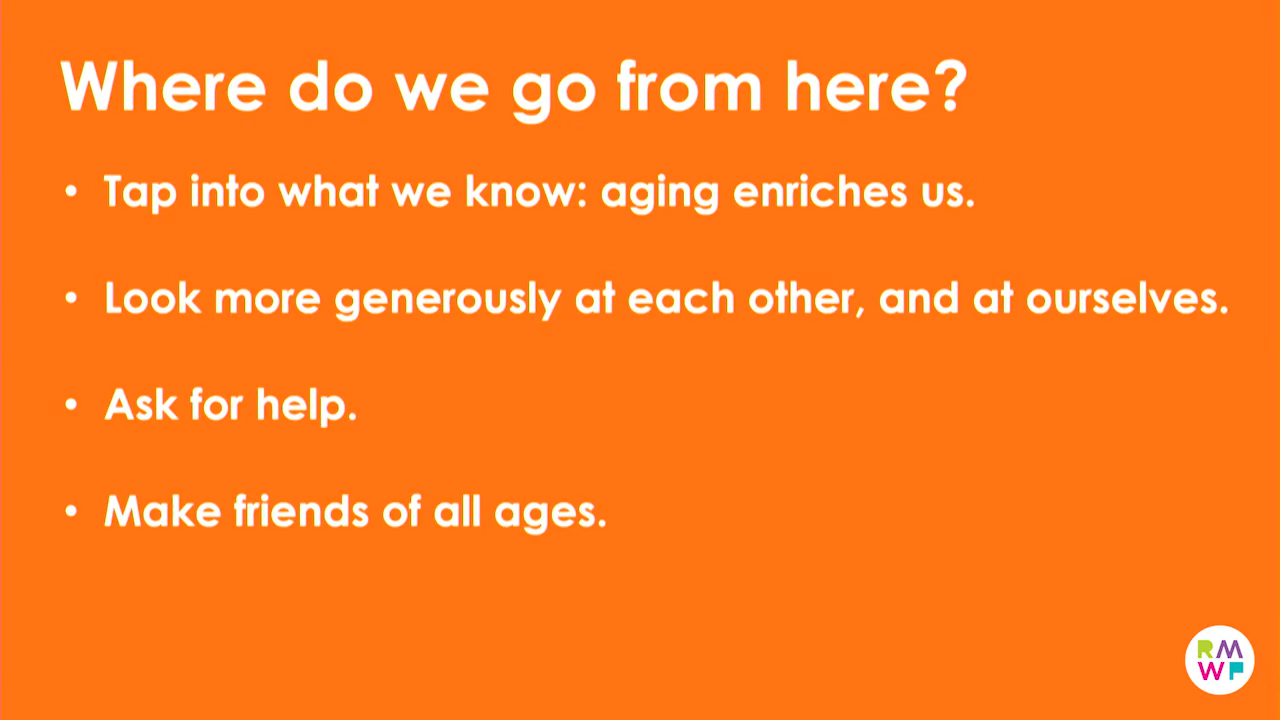 Where do we go from here?
• Tap into what we know: aging enriches us.
• Look more generously at each other, and at ourselves.
• Ask for help.
• Make friends of all ages.
RM
WP